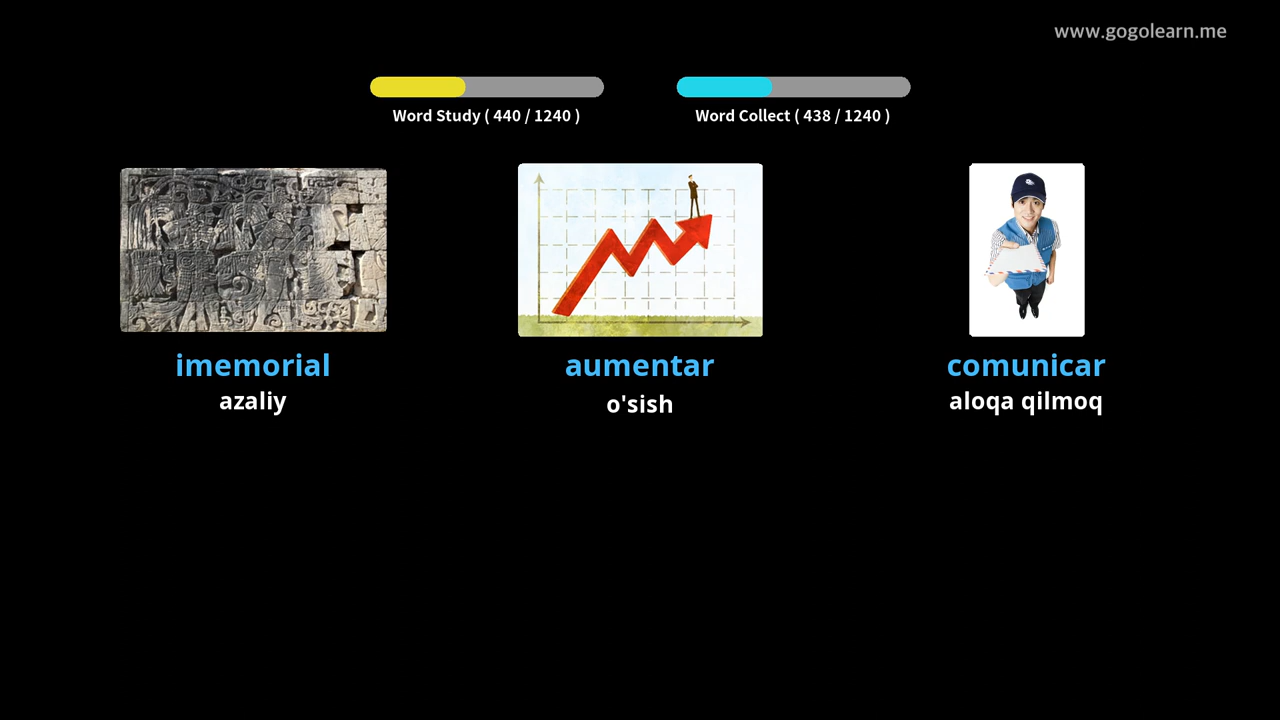 www.gogolearn.me
Word Study ( 440 / 1240 )
Word Collect ( 438 / 1240 )
imemorial
azaliy
aumentar
o'sish
comunicar
aloqa qilmoq